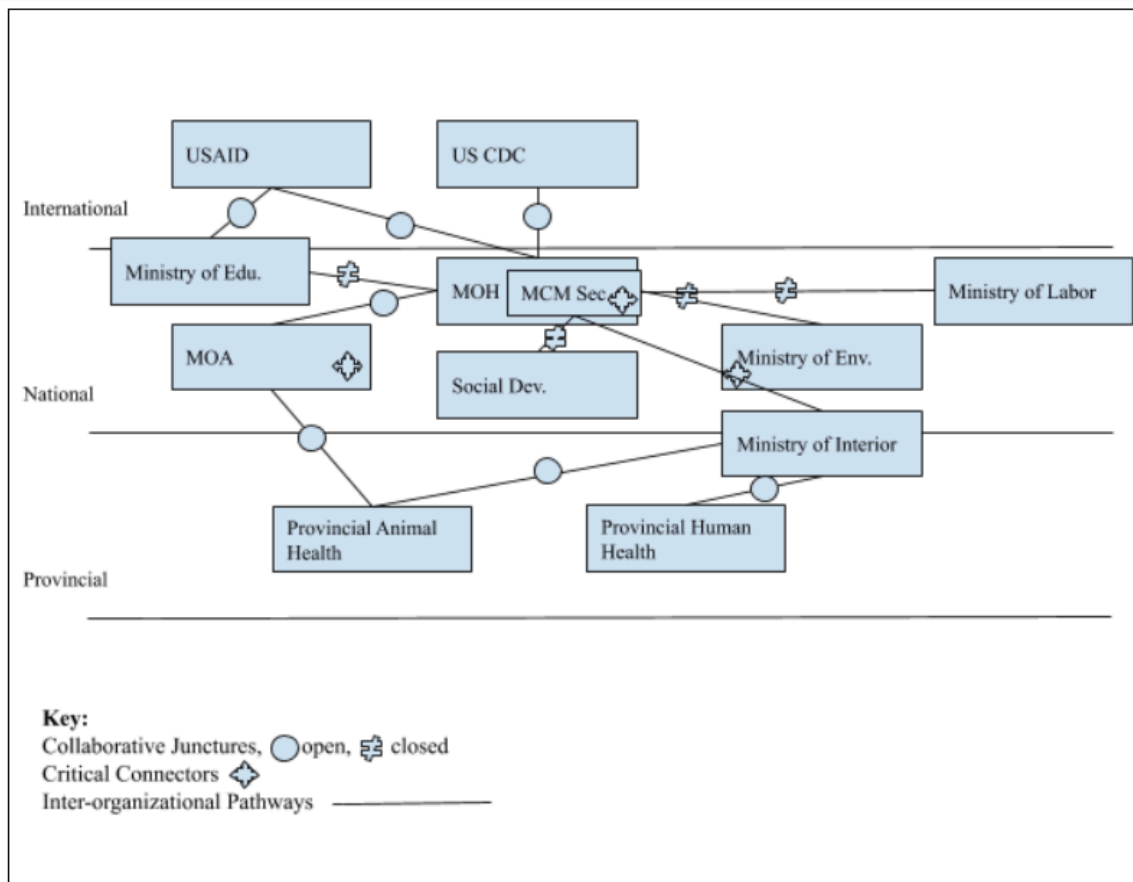 USAID
US CDC
International
Ministry of Edu.
MOH
MCM Sec
Ministry of Labor
MOA
Social Dev.
Ministry of Env.
National
Ministry of Interior
Provincial Animal
Health
Provincial Human
Health
Provincial
Key:
Collaborative Junctures, open, closed
Critical Connectors
Inter-organizational Pathways